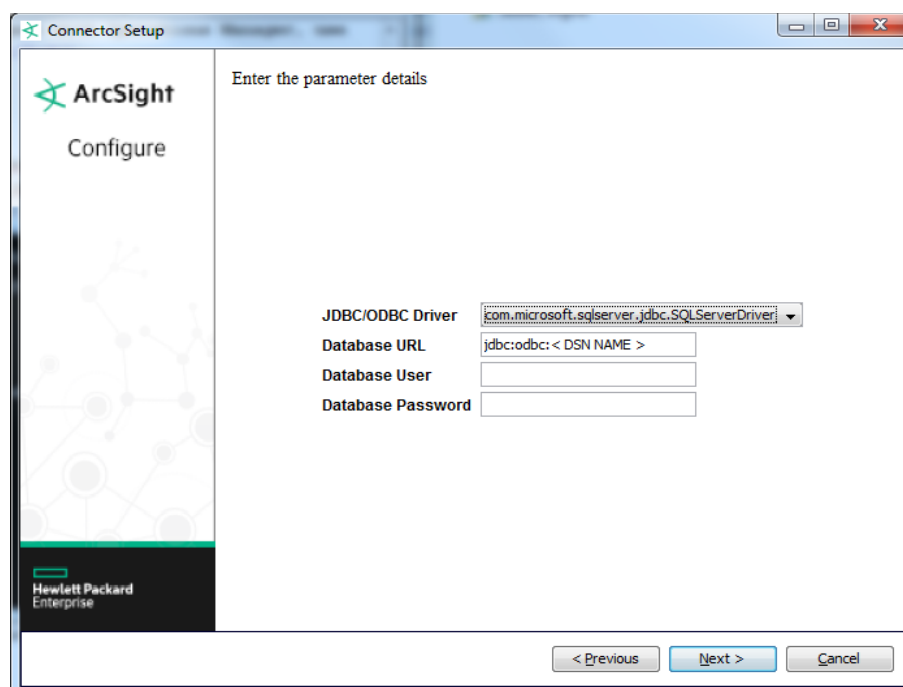 Connector Setup
ArcSight
Configure
Enter the parameter details
JDBC/ODBC Driver com.microsoft.sqlserver.jdbc.SQLServerDriver
Database URL jdbc:odbc:< DSN NAME >
Database User
Database Password
Hewlett Packard
Enterprise
< Previous Next > Cancel